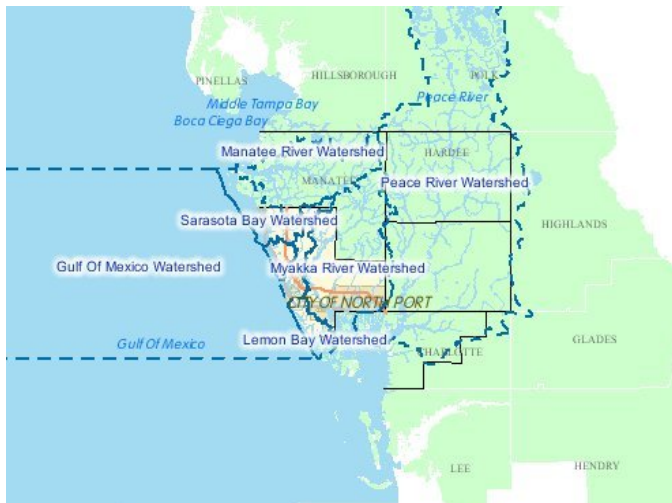 PINELLAS
HILLSBOROUGH
POLK
Peace River
Middle Tampa Bay
Boca Ciega Bay
Manatee River Watershed
HARDEE
MANATEE
Peace River Watershed
Sarasota Bay Watershed
HIGHLANDS
Gulf Of Mexico Watershed
Myakka River Watershed
CITY OF NORTH PORT
Gulf Of Mexico
Lemon Bay Watershed
CHARLOTTE
GLADES
LEE
HENDRY